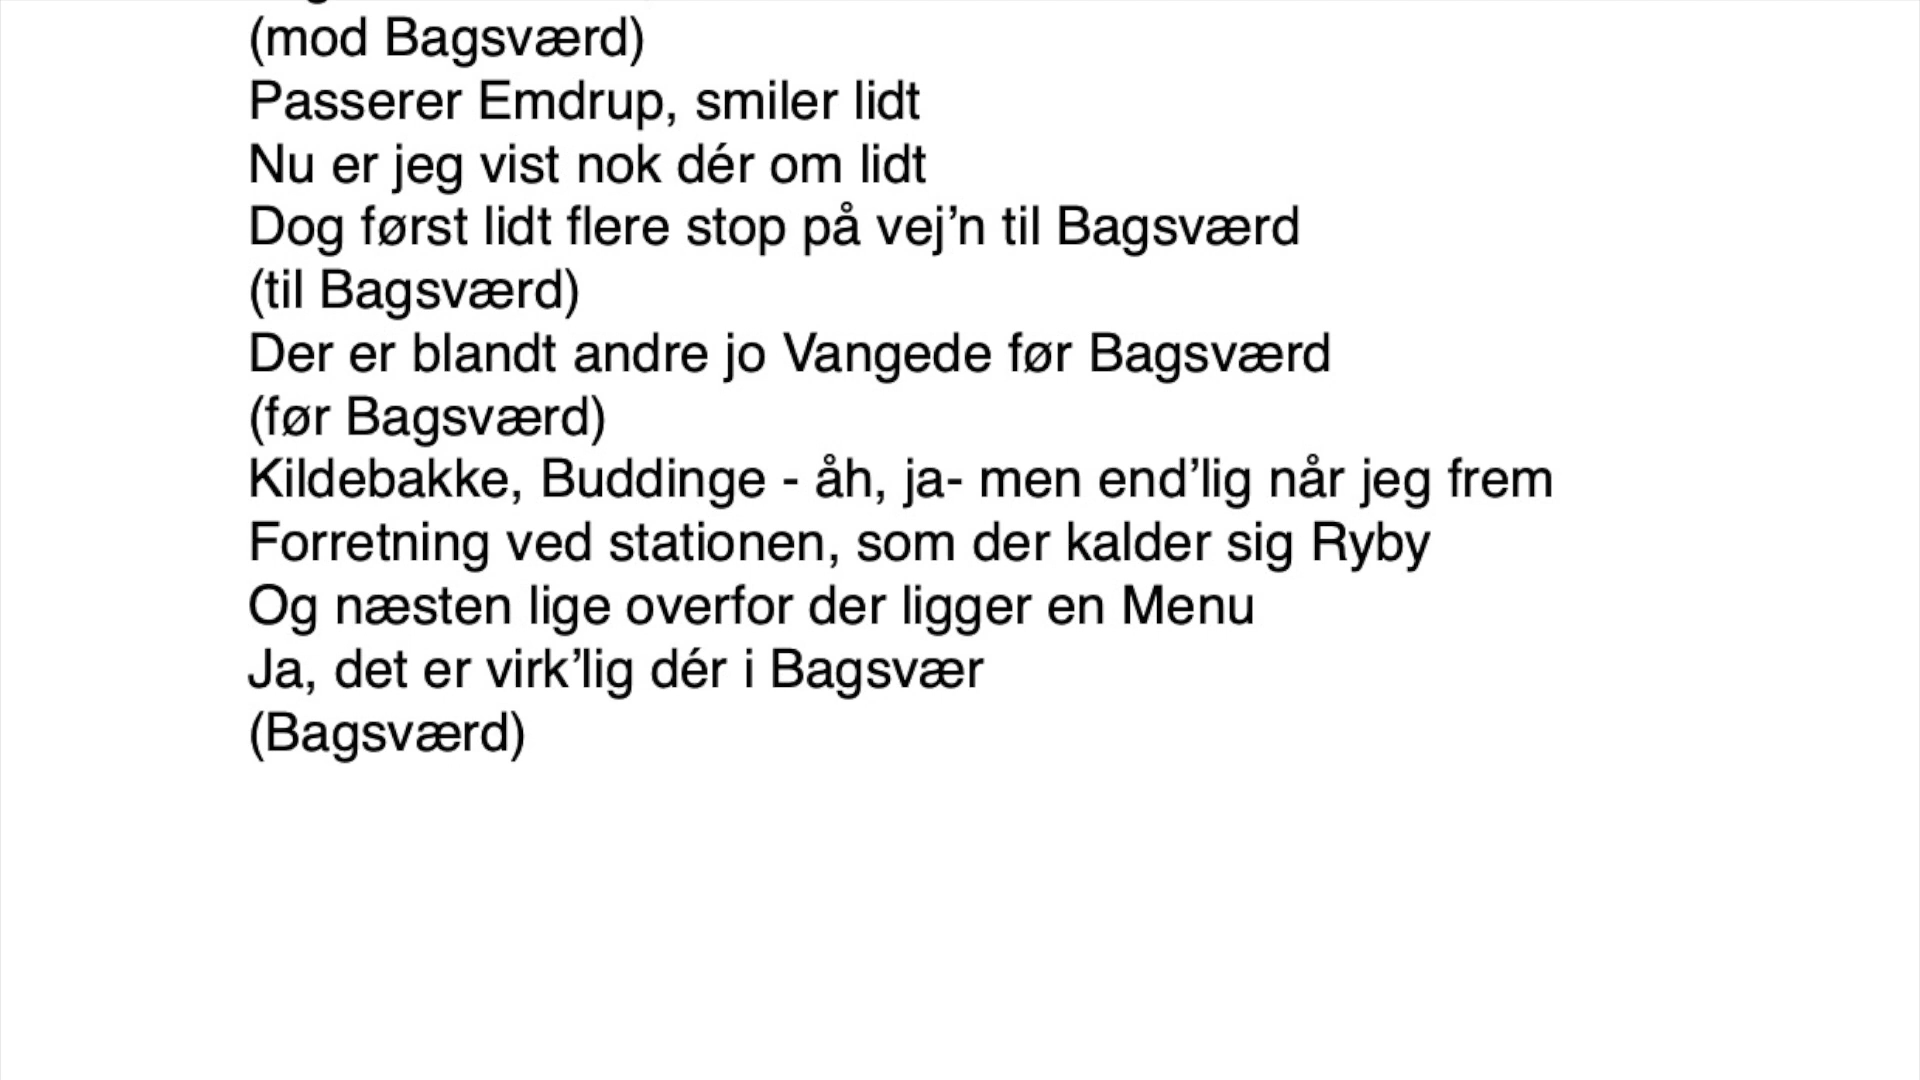 (mod Bagsværd)
Passerer Emdrup, smiler lidt
Nu er jeg vist nok dér om lidt
Dog først lidt flere stop på vej’n til Bagsværd
(til Bagsværd)
Der er blandt andre jo Vangede før Bagsværd
(før Bagsværd)
Kildebakke, Buddinge - åh, ja- men end’lig når jeg frem
Forretning ved stationen, som der kalder sig Ryby
Og næsten lige overfor der ligger en Menu
Ja, det er virk’lig dér i Bagsvær
(Bagsværd)